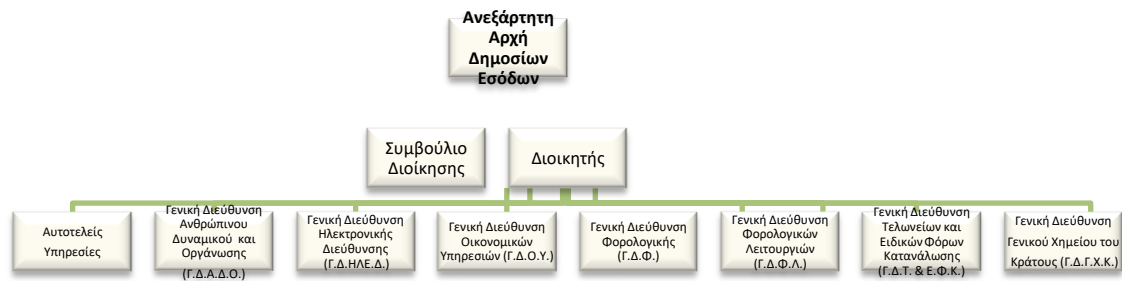 Ανεξάρτητη
Αρχή
Δημοσίων
Εσόδων
Συμβούλιο
Διοίκησης
Διοικητής
Αυτοτελείς
Υπηρεσίες
Γενική Διεύθυνση
Ανθρώπινου
Δυναμικού και
Οργάνωσης
(Γ.Δ.Α.Δ.Ο.)
Γενική Διεύθυνση
Ηλεκτρονικής
Διεύθυνσης
(Γ.Δ.ΗΛΕ.Δ.)
Γενική Διεύθυνση
Οικονομικών
Υπηρεσιών (Γ.Δ.Ο.Υ.)
Γενική Διεύθυνση
Φορολογικής
(Γ.Δ.Φ.)
Γενική Διεύθυνση
Φορολογικών
Λειτουργιών
(Γ.Δ.Φ.Λ.)
Γενική Διεύθυνση
Τελωνείων και
Ειδικών Φόρων
Κατανάλωσης
(Γ.Δ.Τ. & Ε.Φ.Κ.)
Γενική Διεύθυνση
Γενικού Χημείου του
Κράτους (Γ.Δ.Γ.Χ.Κ.)